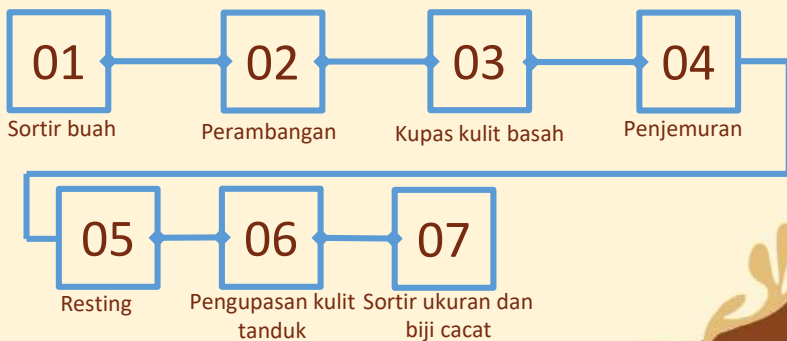 01
Sortir buah
02
Perambangan
03
Kupas kulit basah
04
Penjemuran
05
Resting
06
Pengupasan kulit
tanduk
07
Sortir ukuran dan
biji cacat